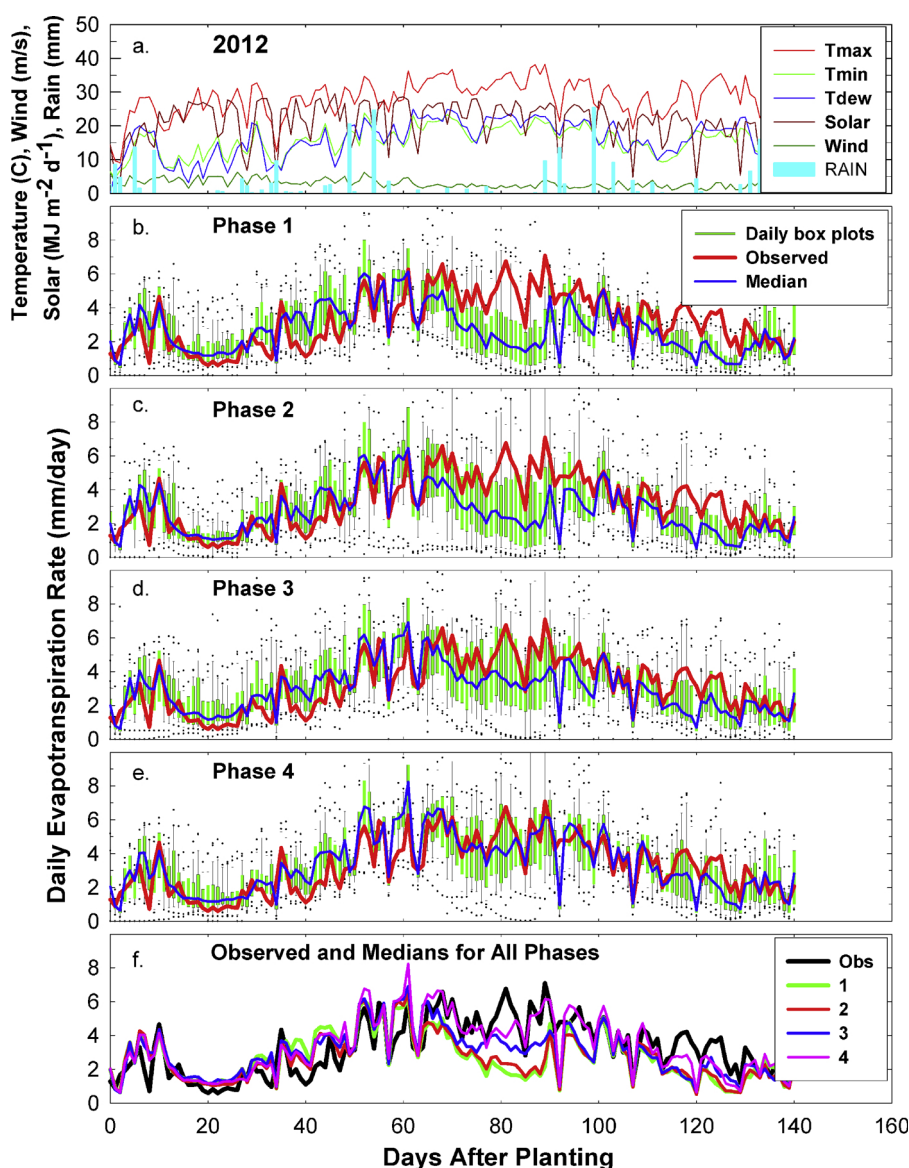 Temperature (C), Wind (m/s),
Solar (MJ m⁻² d⁻¹), Rain (mm)
50
40
30
20
10
0
a.
2012
Tmax
Tmin
Tdew
Solar
Wind
RAIN
Daily Evapotranspiration Rate (mm/day)
8
6
4
2
0
b.
Phase 1
Daily box plots
Observed
Median
8
6
4
2
0
c.
Phase 2
8
6
4
2
0
d.
Phase 3
8
6
4
2
0
e.
Phase 4
8
6
4
2
0
f.
Observed and Medians for All Phases
Obs
1
2
3
4
0 20 40 60 80 100 120 140 160
Days After Planting